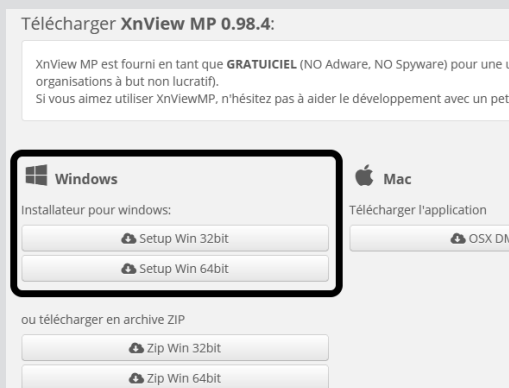 Télécharger XnView MP 0.98.4:
XnView MP est fourni en tant que GRATUICIEL (NO Adware, NO Spyware) pour une
organisations à but non lucratif).
Si vous aimez utiliser XnViewMP, n'hésitez pas à aider le développement avec un pet
Windows
Mac
Installateur pour windows:
Télécharger l'application
Setup Win 32bit
OSX DM
Setup Win 64bit
ou télécharger en archive ZIP
Zip Win 32bit
Zip Win 64bit